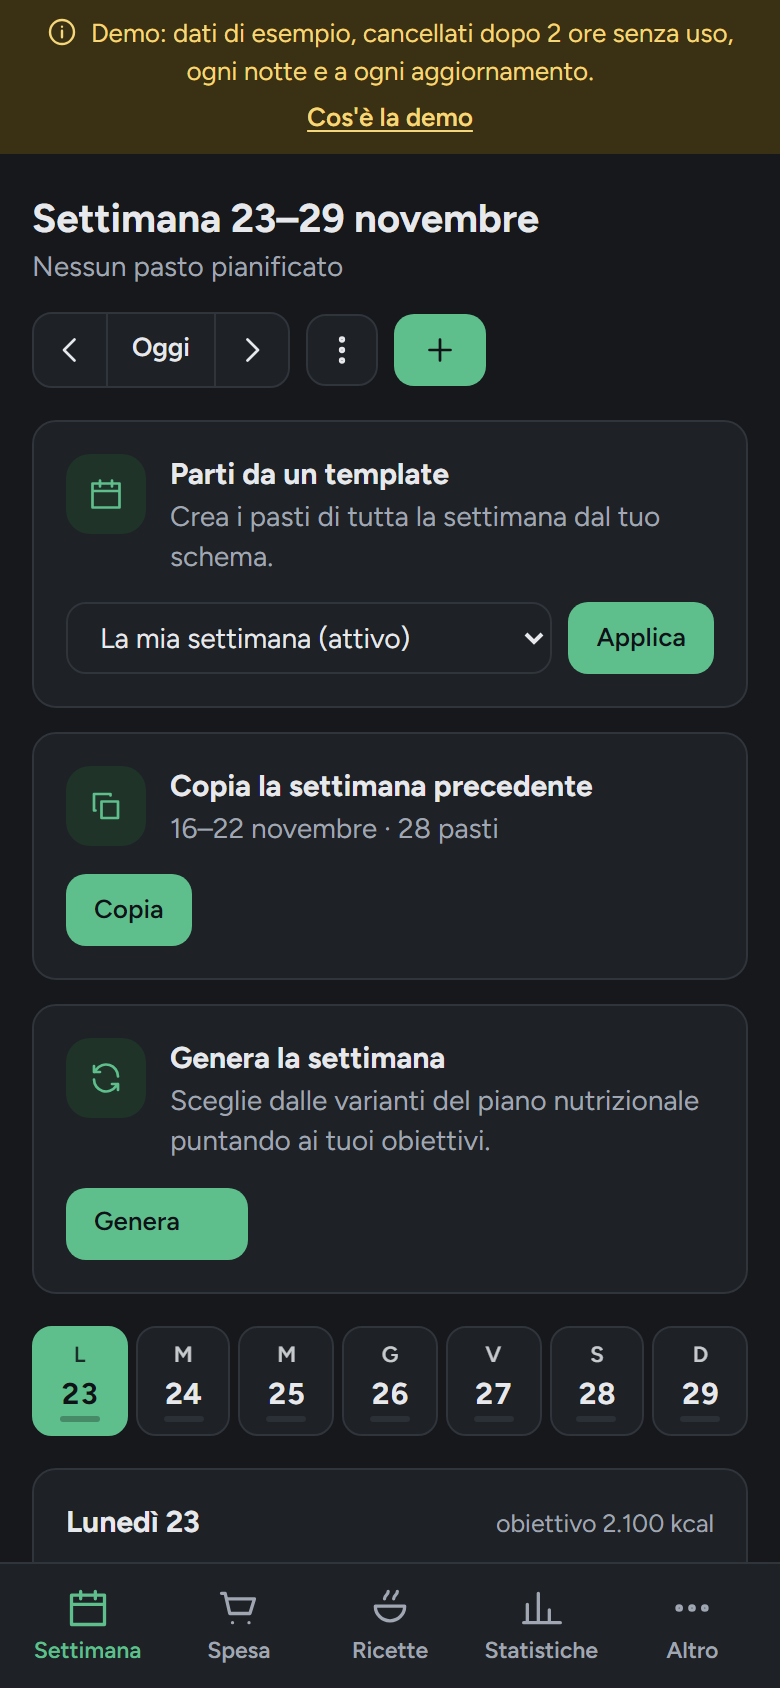 Demo: dati di esempio, cancellati dopo 2 ore senza uso,
ogni notte e a ogni aggiornamento.
Cos'è la demo
Settimana 23–29 novembre
Nessun pasto pianificato
Oggi
Parti da un template
Crea i pasti di tutta la settimana dal tuo
schema.
La mia settimana (attivo)
Applica
Copia la settimana precedente
16–22 novembre · 28 pasti
Copia
Genera la settimana
Sceglie dalle varianti del piano nutrizionale
puntando ai tuoi obiettivi.
Genera
L M M G V S D
23 24 25 26 27 28 29
Lunedì 23 obiettivo 2.100 kcal
Settimana Spesa Ricette Statistiche Altro